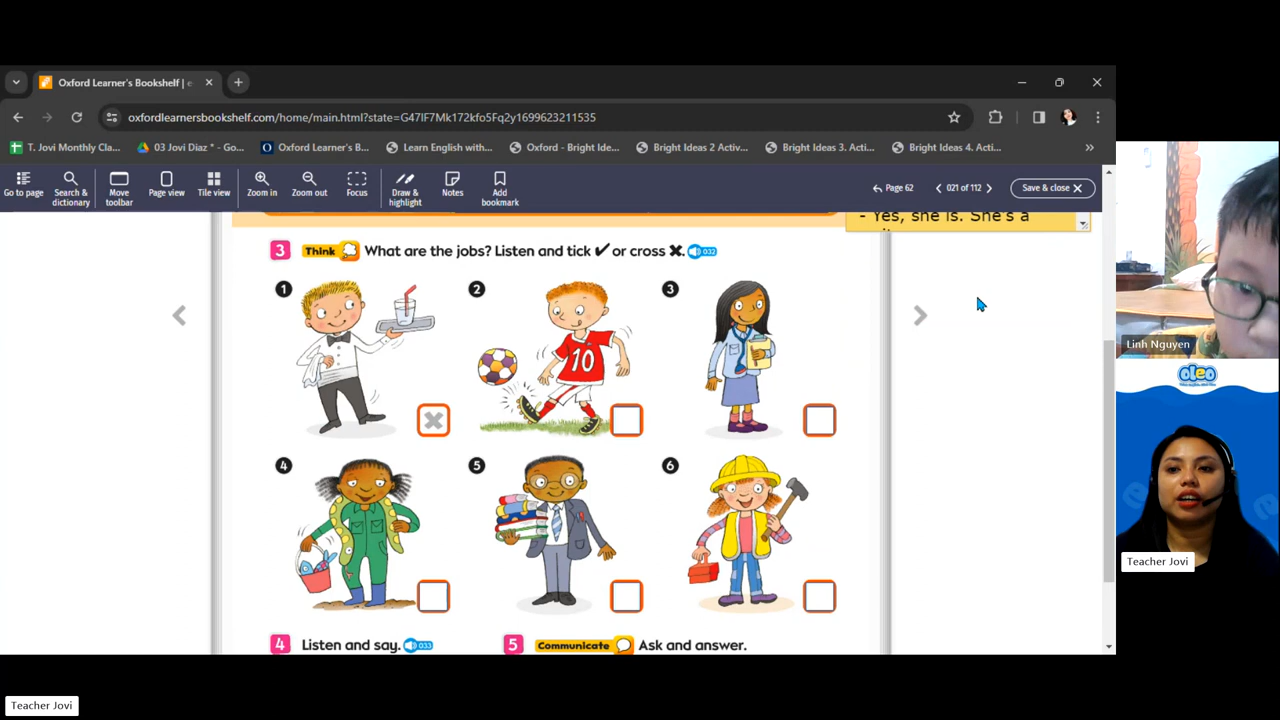 Oxford Learner's Bookshelf | e
oxfordlearnersbookshelf.com/home/main.html?state=G47IF7Mk172kfo5Fq2y1699623211535
T. Jovi Monthly Cla...
03 Jovi Diaz * - Go...
Oxford Learner's B...
Learn English with...
Oxford - Bright Ide...
Bright Ideas 2 Activ...
Bright Ideas 3. Acti...
Bright Ideas 4. Acti...
Go to page
Search & dictionary
Move toolbar
Page view
Tile view
Zoom in
Zoom out
Focus
Draw & highlight
Notes
Add bookmark
Page 62
021 of 112
Save & close
- Yes, she is. She's a
3 Think What are the jobs? Listen and tick ✔ or cross ✖. 032
1
2
3
10
4
5
6
4 Listen and say. 033
5 Communicate Ask and answer.
Linh Nguyen
oleo
Teacher Jovi
Teacher Jovi